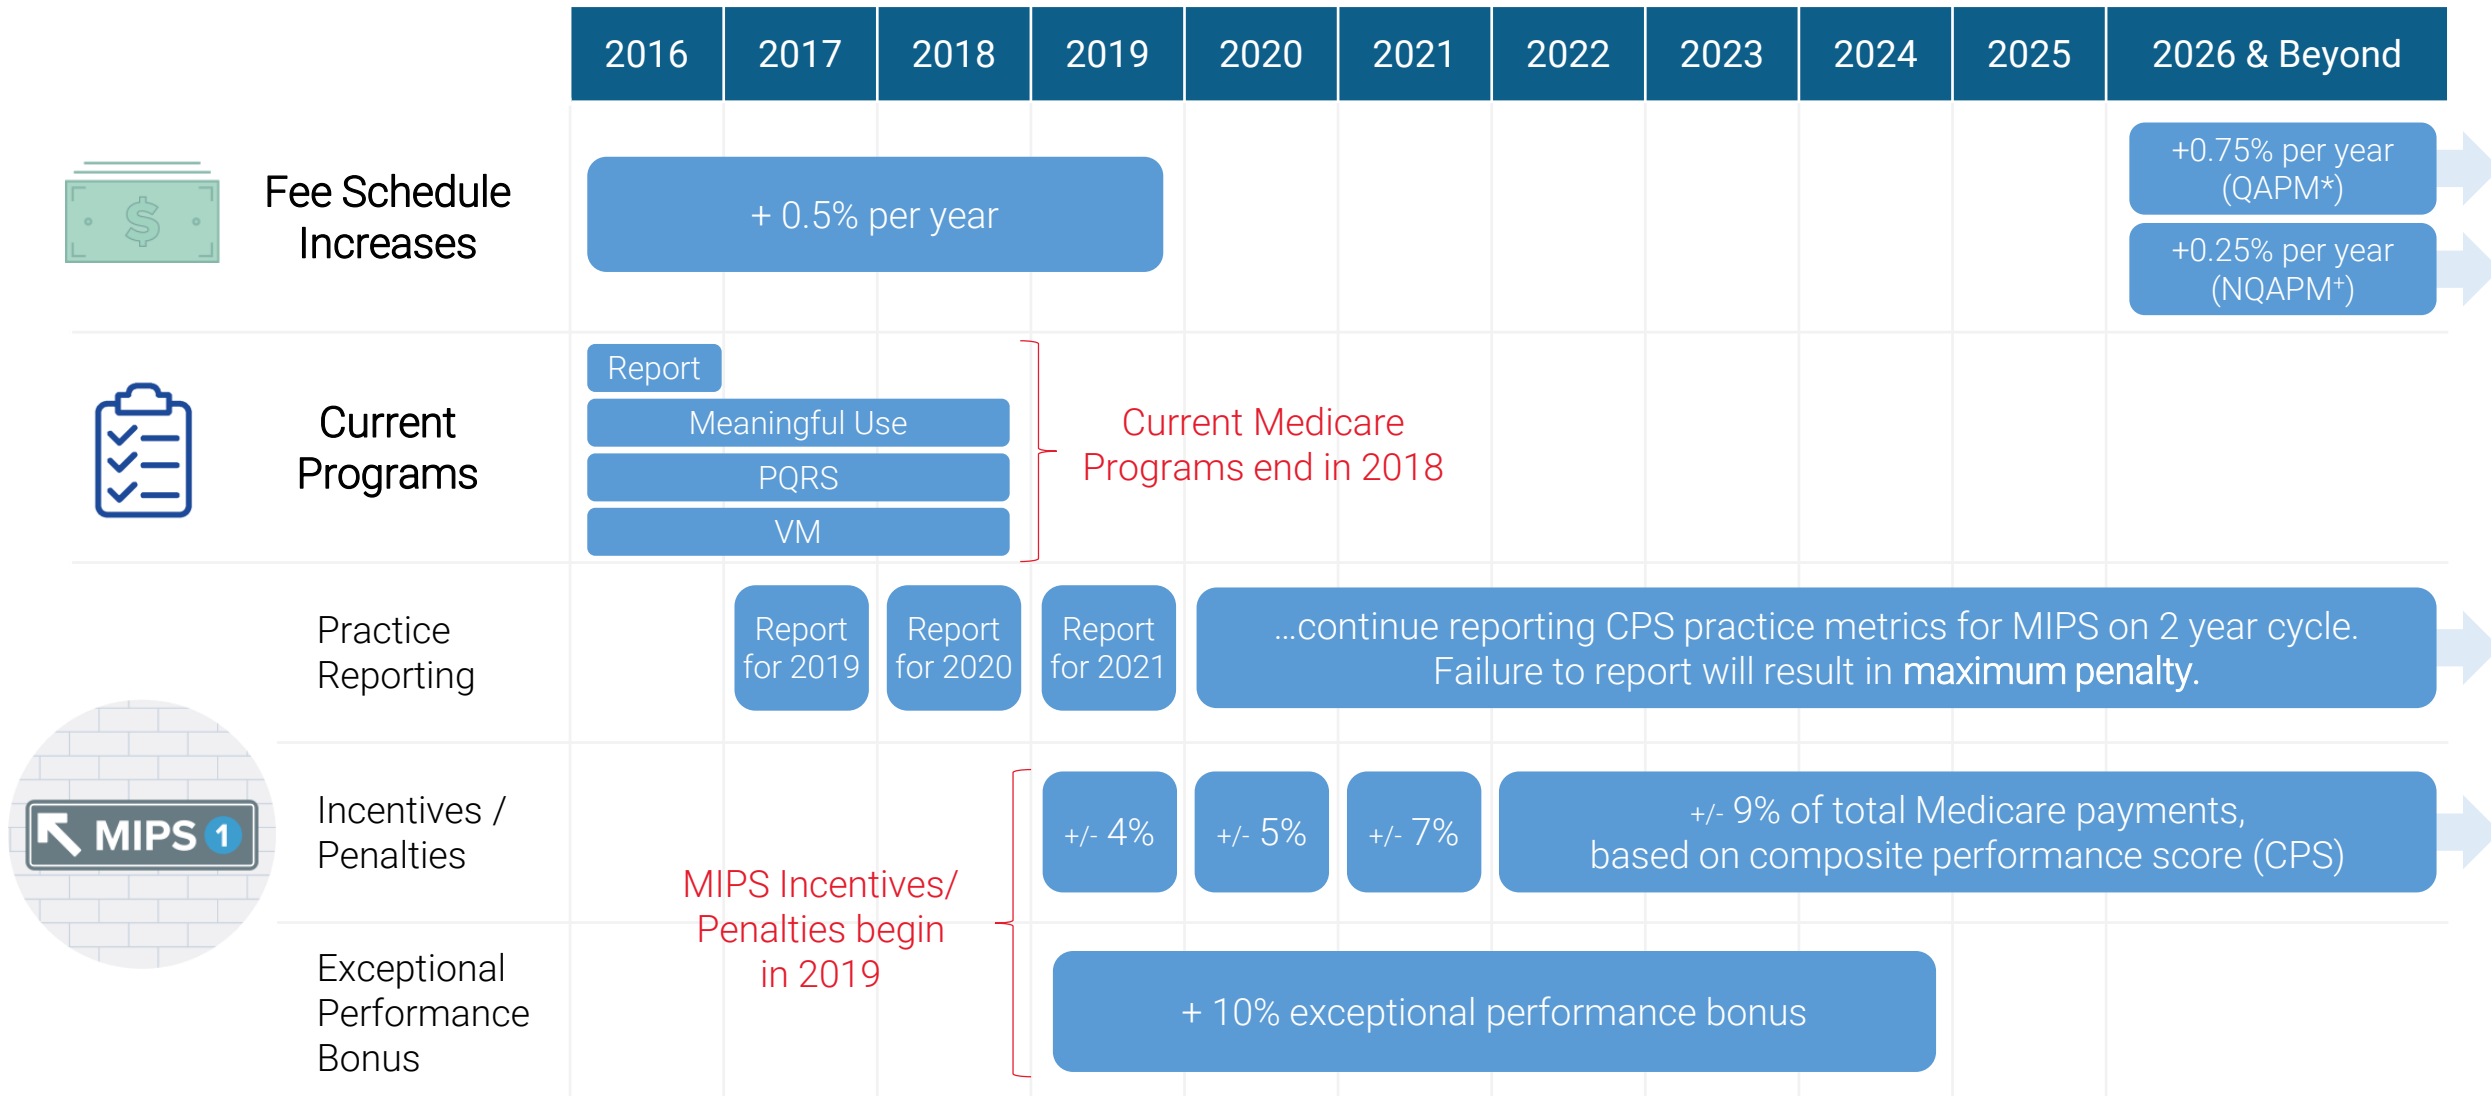 2016 2017 2018 2019 2020 2021 2022 2023 2024 2025 2026 & Beyond
$
Fee Schedule
Increases
+ 0.5% per year
+0.75% per year
(QAPM*)
+0.25% per year
(NQAPM⁺)
Current
Programs
Report
Meaningful Use
PQRS
VM
Current Medicare
Programs end in 2018
Practice
Reporting
Report
for 2019
Report
for 2020
Report
for 2021
...continue reporting CPS practice metrics for MIPS on 2 year cycle.
Failure to report will result in maximum penalty.
MIPS 1
Incentives /
Penalties
+/- 4%
+/- 5%
+/- 7%
+/- 9% of total Medicare payments,
based on composite performance score (CPS)
MIPS Incentives/
Penalties begin
in 2019
Exceptional
Performance
Bonus
+ 10% exceptional performance bonus